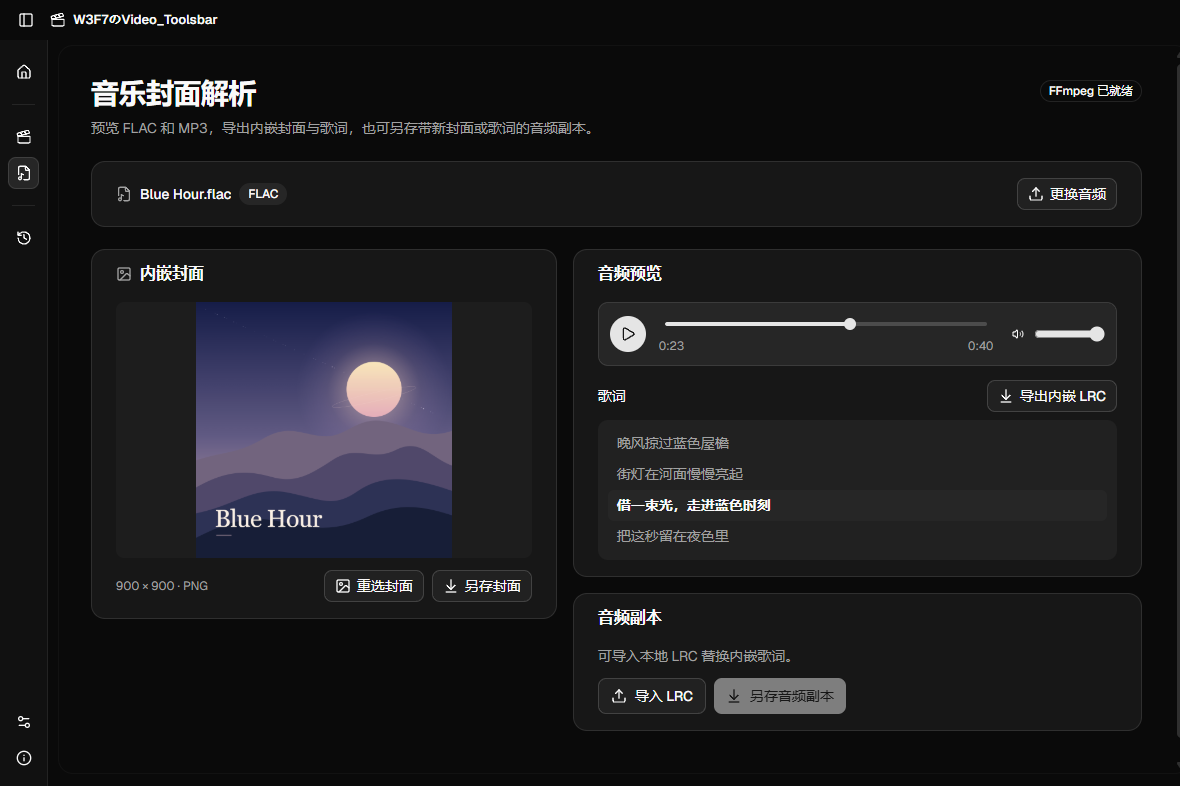 W3F7のVideo_Toolsbar
音乐封面解析
FFmpeg 已就绪
预览 FLAC 和 MP3，导出内嵌封面与歌词，也可另存带新封面或歌词的音频副本。
Blue Hour.flac
FLAC
更换音频
内嵌封面
Blue Hour
900 × 900 · PNG
重选封面
另存封面
音频预览
0:23
0:40
歌词
导出内嵌 LRC
晚风掠过蓝色屋檐
街灯在河面慢慢亮起
借一束光，走进蓝色时刻
把这秒留在夜色里
音频副本
可导入本地 LRC 替换内嵌歌词。
导入 LRC
另存音频副本